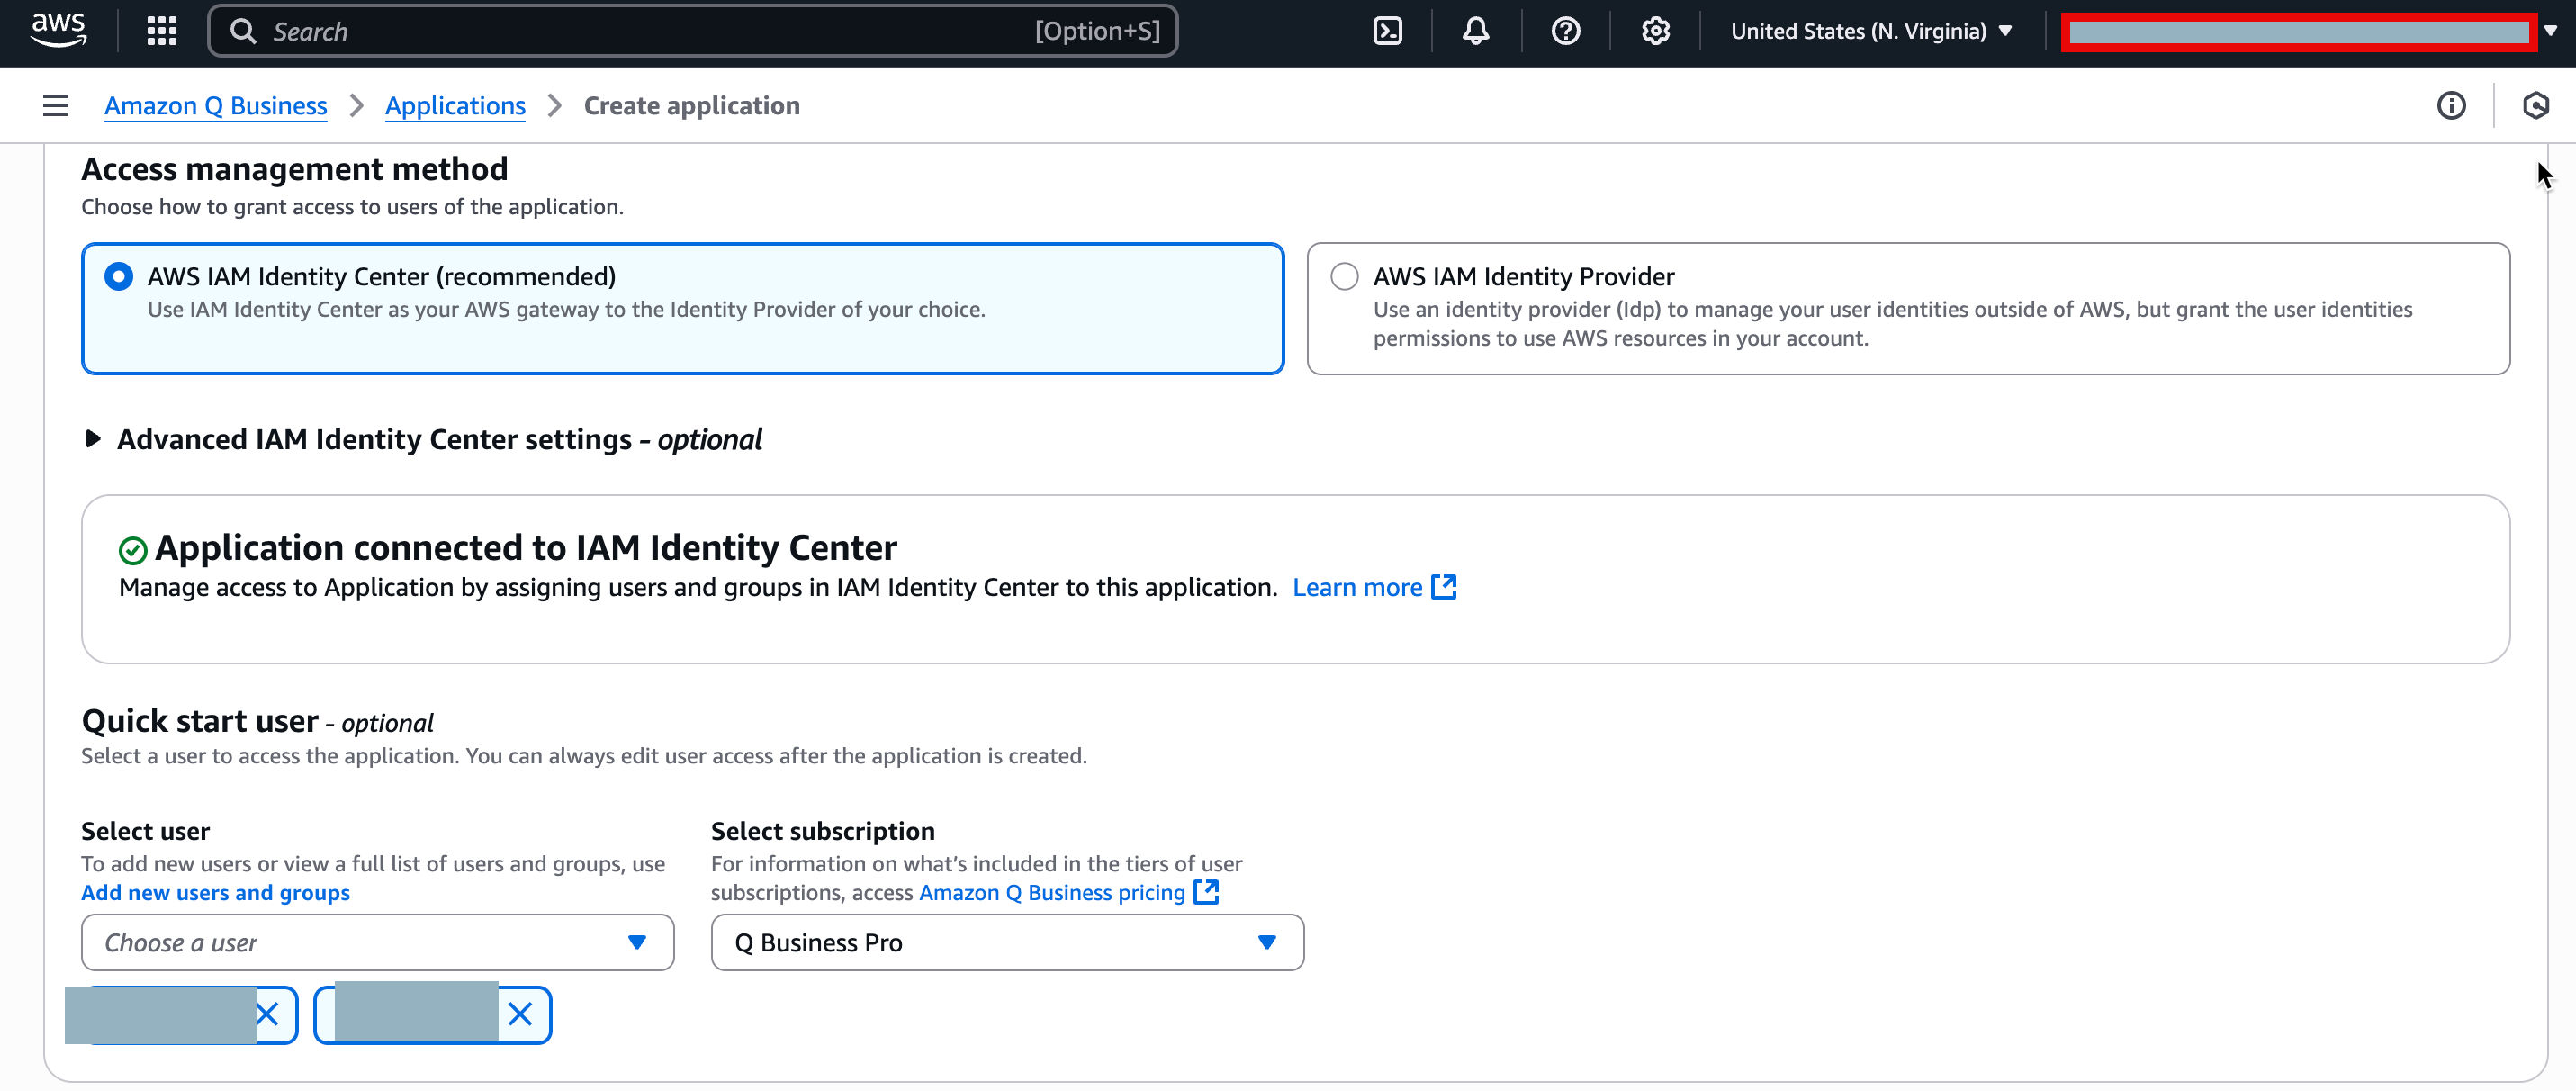 aws
Search [Option+S] United States (N. Virginia)
Amazon Q Business Applications Create application
Access management method
Choose how to grant access to users of the application.
AWS IAM Identity Center (recommended)
Use IAM Identity Center as your AWS gateway to the Identity Provider of your choice.
AWS IAM Identity Provider
Use an identity provider (Idp) to manage your user identities outside of AWS, but grant the user identities
permissions to use AWS resources in your account.
Advanced IAM Identity Center settings - optional
Application connected to IAM Identity Center
Manage access to Application by assigning users and groups in IAM Identity Center to this application. Learn more
Quick start user - optional
Select a user to access the application. You can always edit user access after the application is created.
Select user
To add new users or view a full list of users and groups, use
Add new users and groups
Choose a user
Select subscription
For information on what’s included in the tiers of user
subscriptions, access Amazon Q Business pricing
Q Business Pro